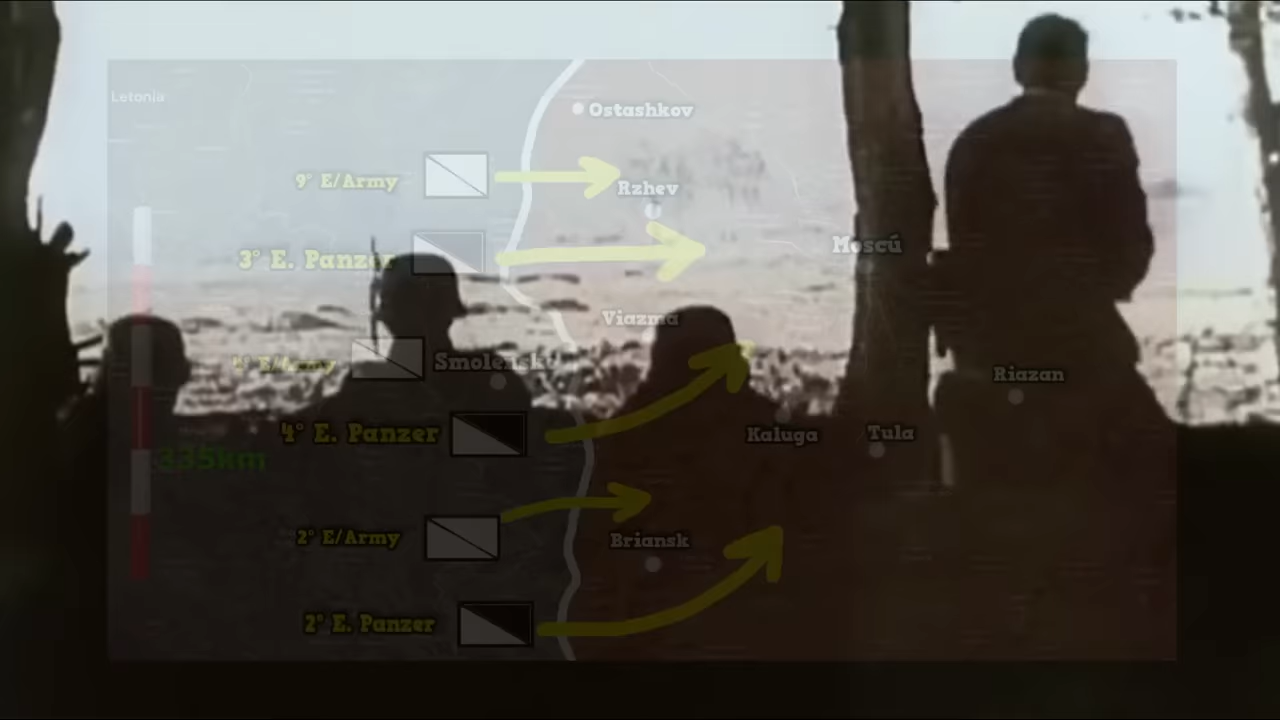 Letonia
Ostashkov
9° E/Army
Rzhev
Moscú
3° E. Panzer
Viazma
Smolensko
Riazan
4° E. Panzer
Kaluga
Tula
335km
2° E/Army
Briansk
2° E. Panzer